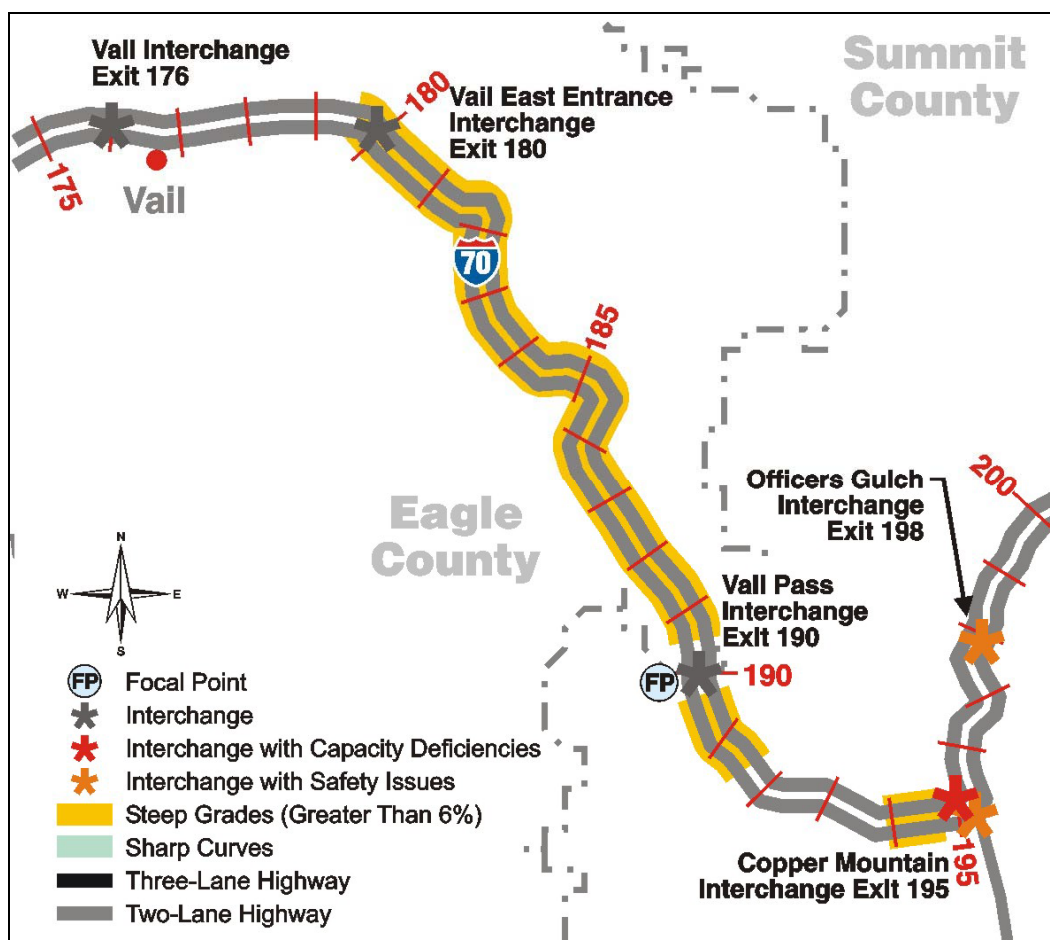 Vall Interchange
Exit 176
180
Vail East Entrance
Interchange
Exit 180
Summit
County
175
Vail
70
185
Officers Gulch
Interchange
Exit 198
200
Eagle
County
Vall Pass
Interchange
Exit 190
FP
190
N
W
E
S
FP Focal Point
Interchange
Interchange with Capacity Deficiencies
Interchange with Safety Issues
Steep Grades (Greater Than 6%)
Sharp Curves
Three-Lane Highway
Two-Lane Highway
Copper Mountain
Interchange Exit 195
195